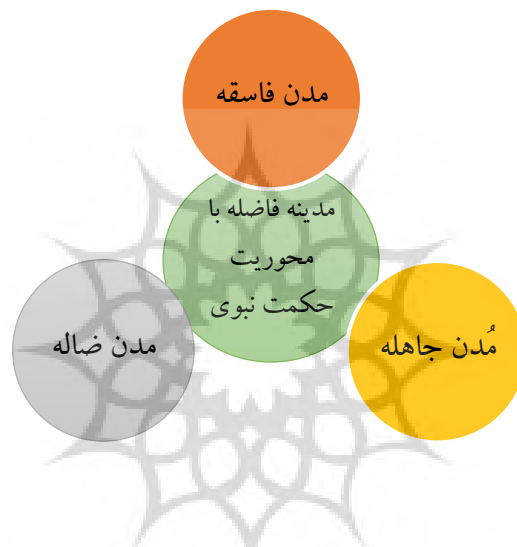 مدن فاسقه
مدینه فاضله با
محوریت
حکمت نبوی
مُدن جاهله
مدن ضاله